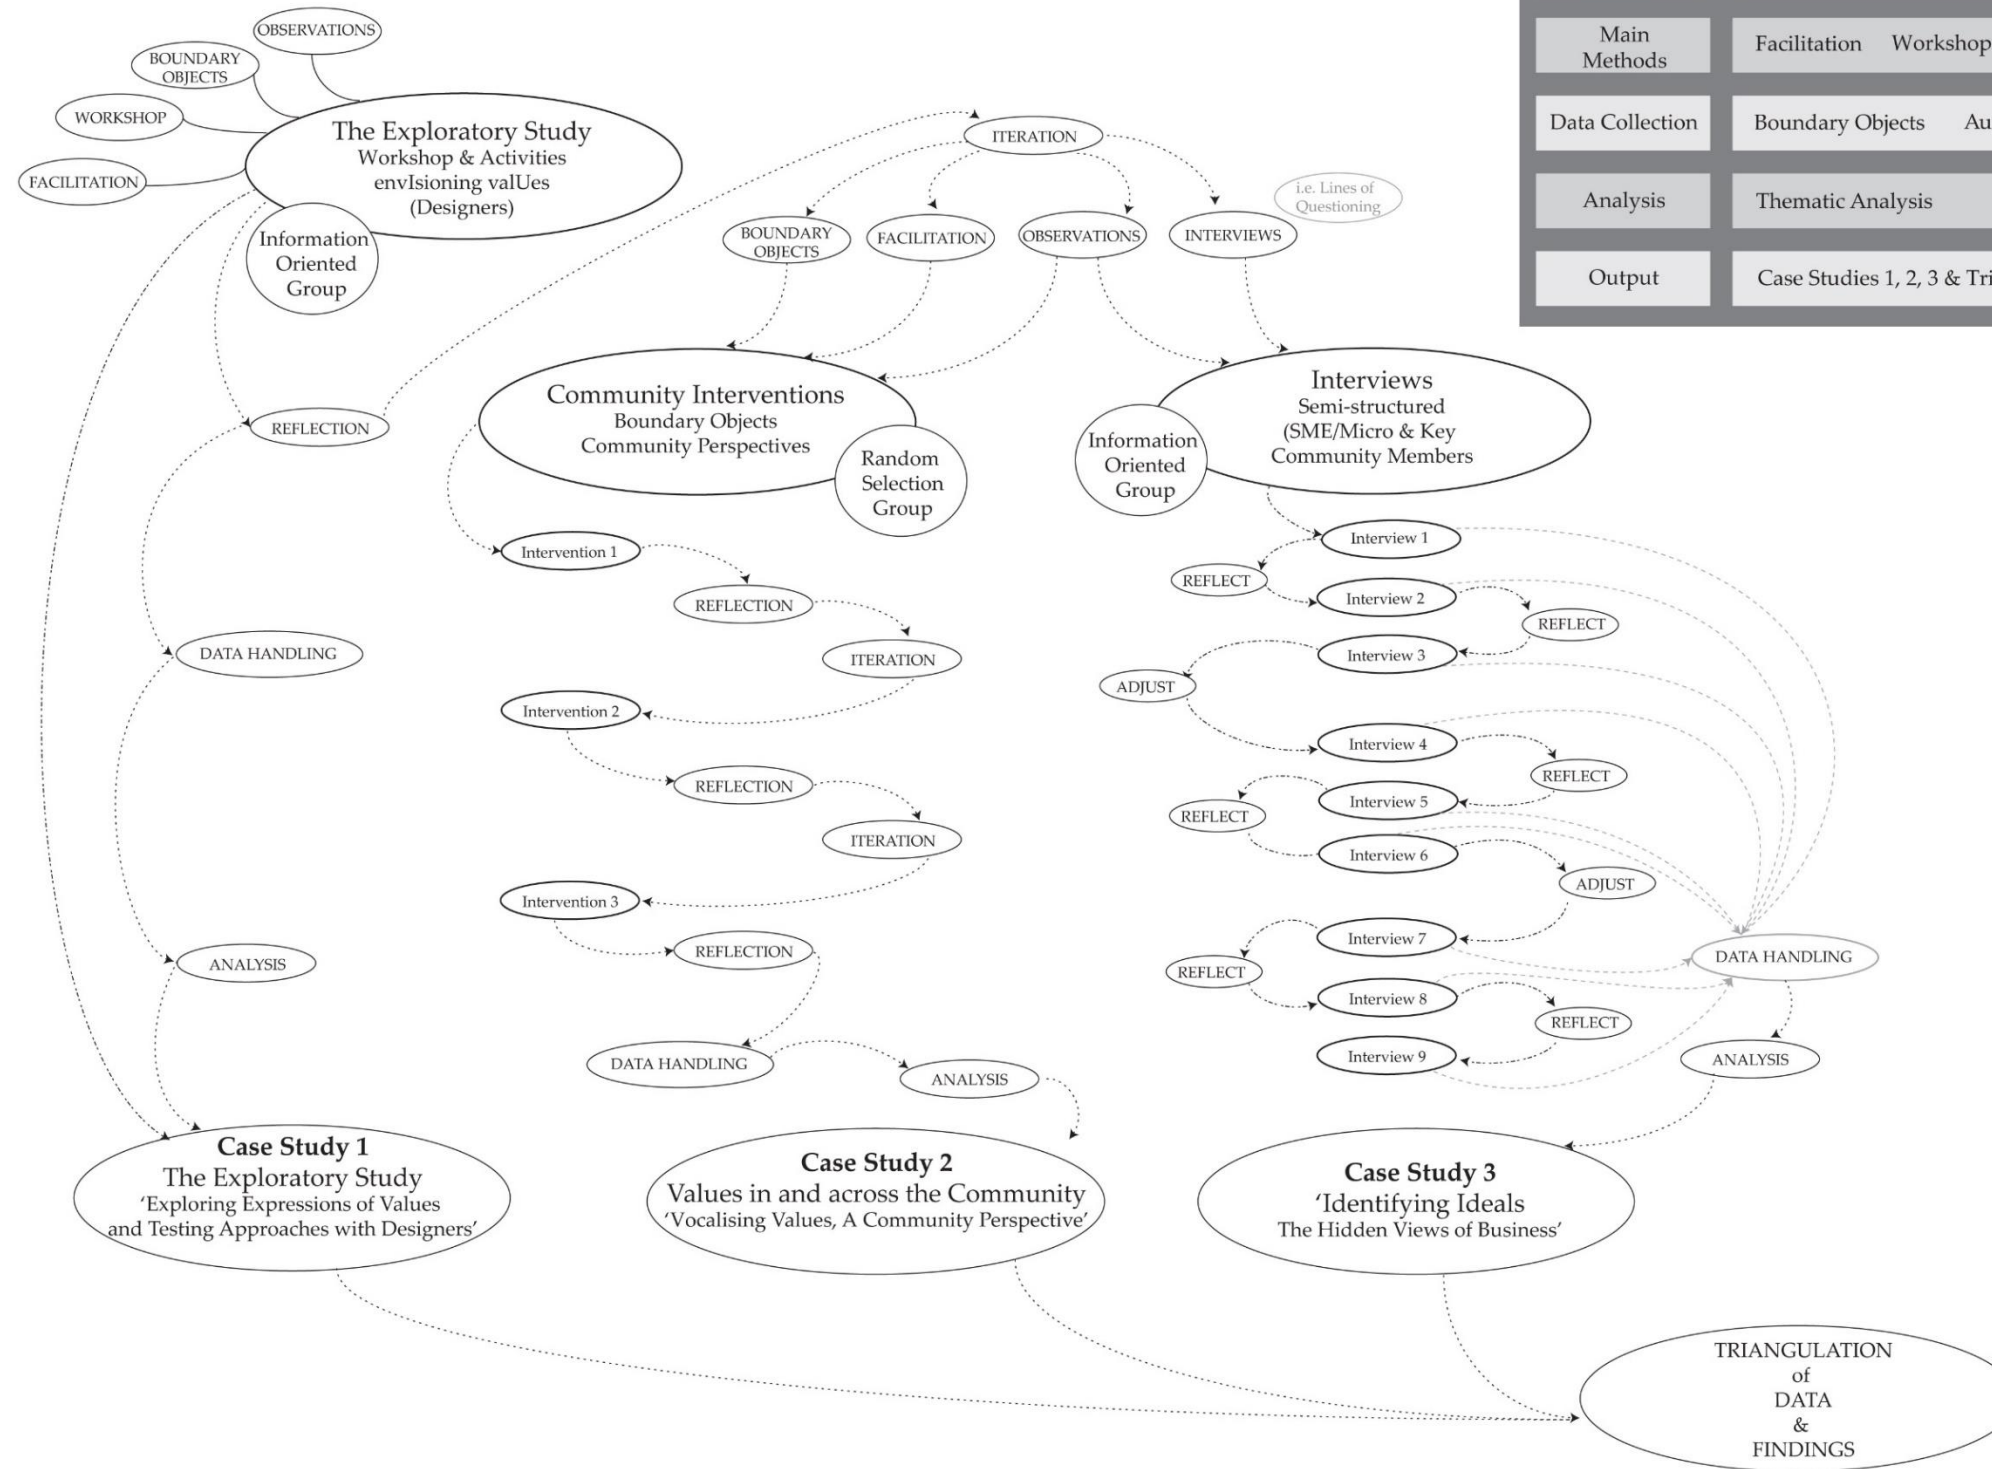 OBSERVATIONS
BOUNDARY
OBJECTS
WORKSHOP
FACILITATION
The Exploratory Study
Workshop & Activities
envIsioning valUes
(Designers)
Information
Oriented
Group
ITERATION
i.e. Lines of
Questioning
BOUNDARY
OBJECTS
FACILITATION
OBSERVATIONS
INTERVIEWS
Main
Methods
Facilitation Workshop
Data Collection
Boundary Objects Au
Analysis
Thematic Analysis
Output
Case Studies 1, 2, 3 & Tri
REFLECTION
DATA HANDLING
ANALYSIS
Community Interventions
Boundary Objects
Community Perspectives
Random
Selection
Group
Intervention 1
REFLECTION
ITERATION
Intervention 2
REFLECTION
ITERATION
Intervention 3
REFLECTION
DATA HANDLING
ANALYSIS
Interviews
Semi-structured
(SME/Micro & Key
Community Members
Information
Oriented
Group
Interview 1
REFLECT
Interview 2
REFLECT
Interview 3
ADJUST
Interview 4
REFLECT
Interview 5
REFLECT
Interview 6
ADJUST
Interview 7
REFLECT
Interview 8
REFLECT
Interview 9
DATA HANDLING
ANALYSIS
Case Study 1
The Exploratory Study
‘Exploring Expressions of Values
and Testing Approaches with Designers’
Case Study 2
Values in and across the Community
‘Vocalising Values, A Community Perspective’
Case Study 3
‘Identifying Ideals
The Hidden Views of Business’
TRIANGULATION
of
DATA
&
FINDINGS